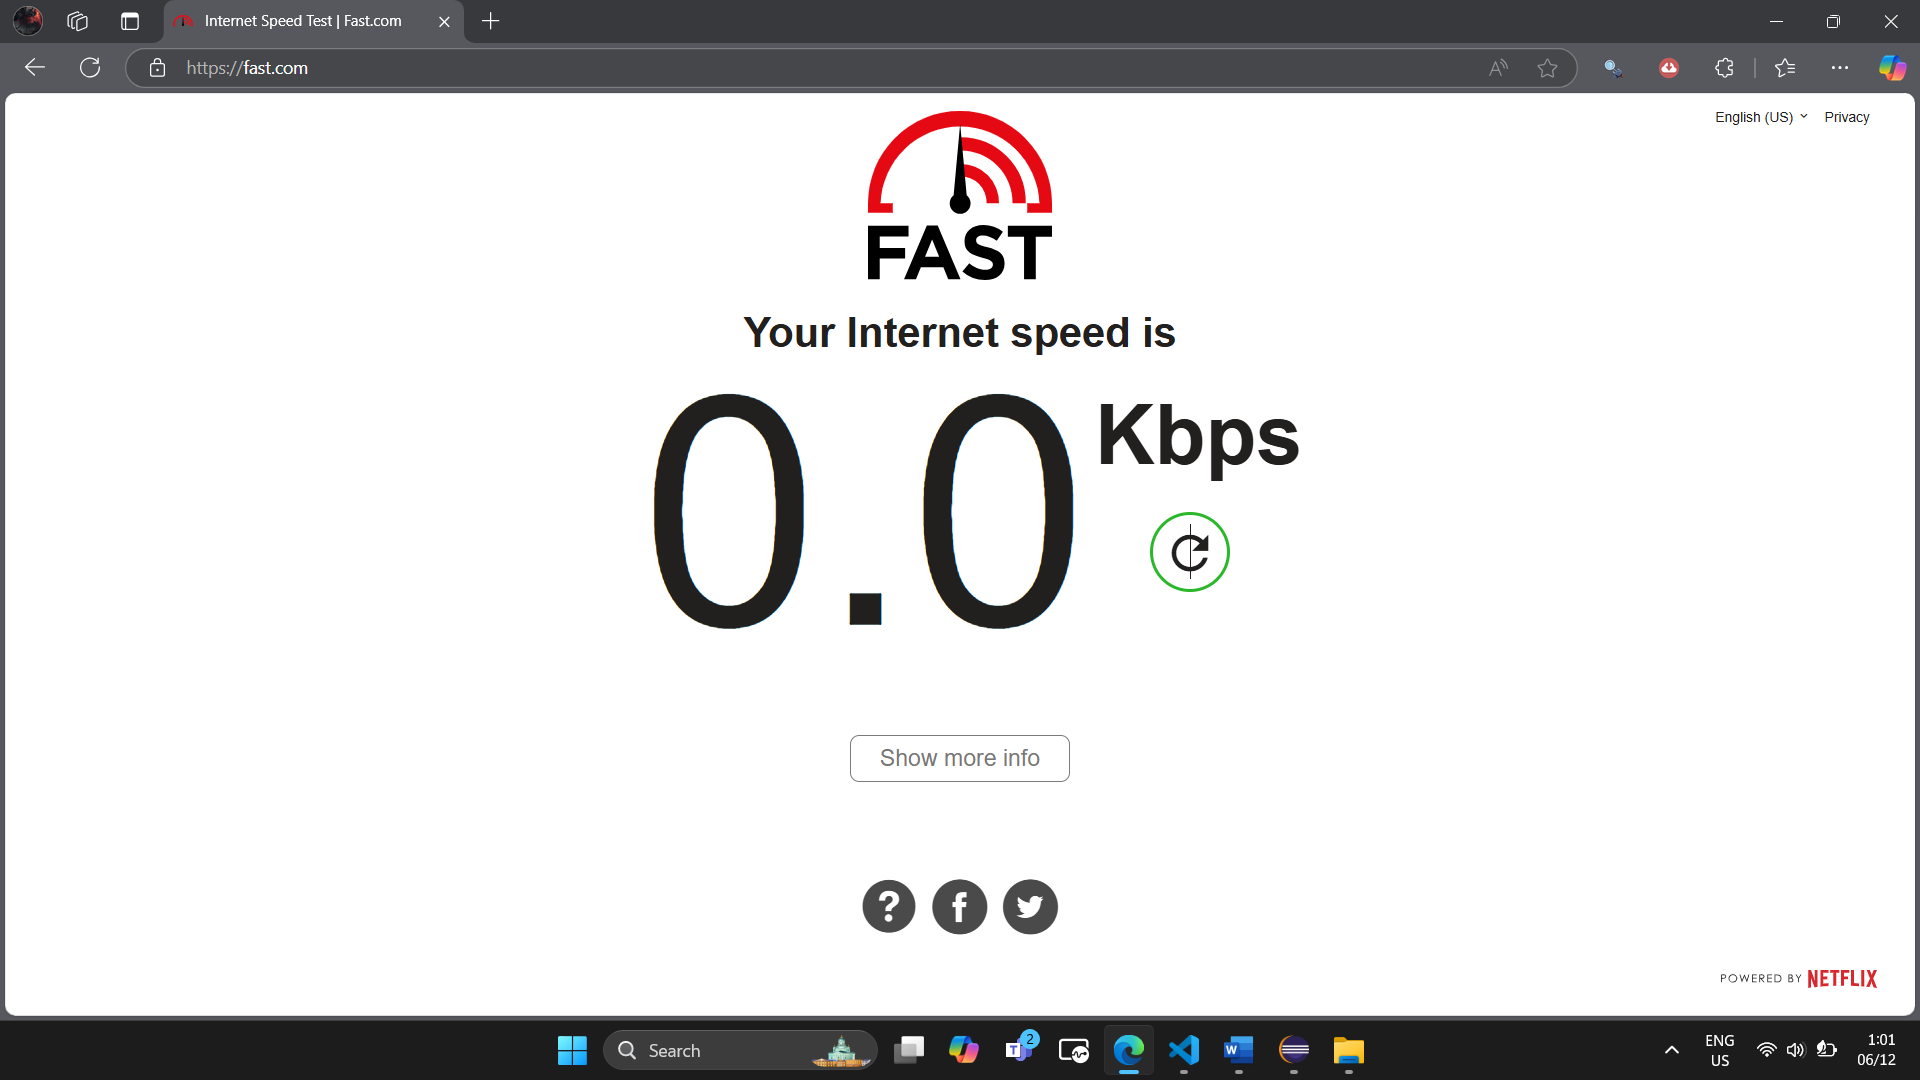 Internet Speed Test | Fast.com
https://fast.com
English (US) Privacy
FAST
Your Internet speed is
0.0 Kbps
Show more info
POWERED BY NETFLIX
Search
2
ENG
US
1:01
06/12